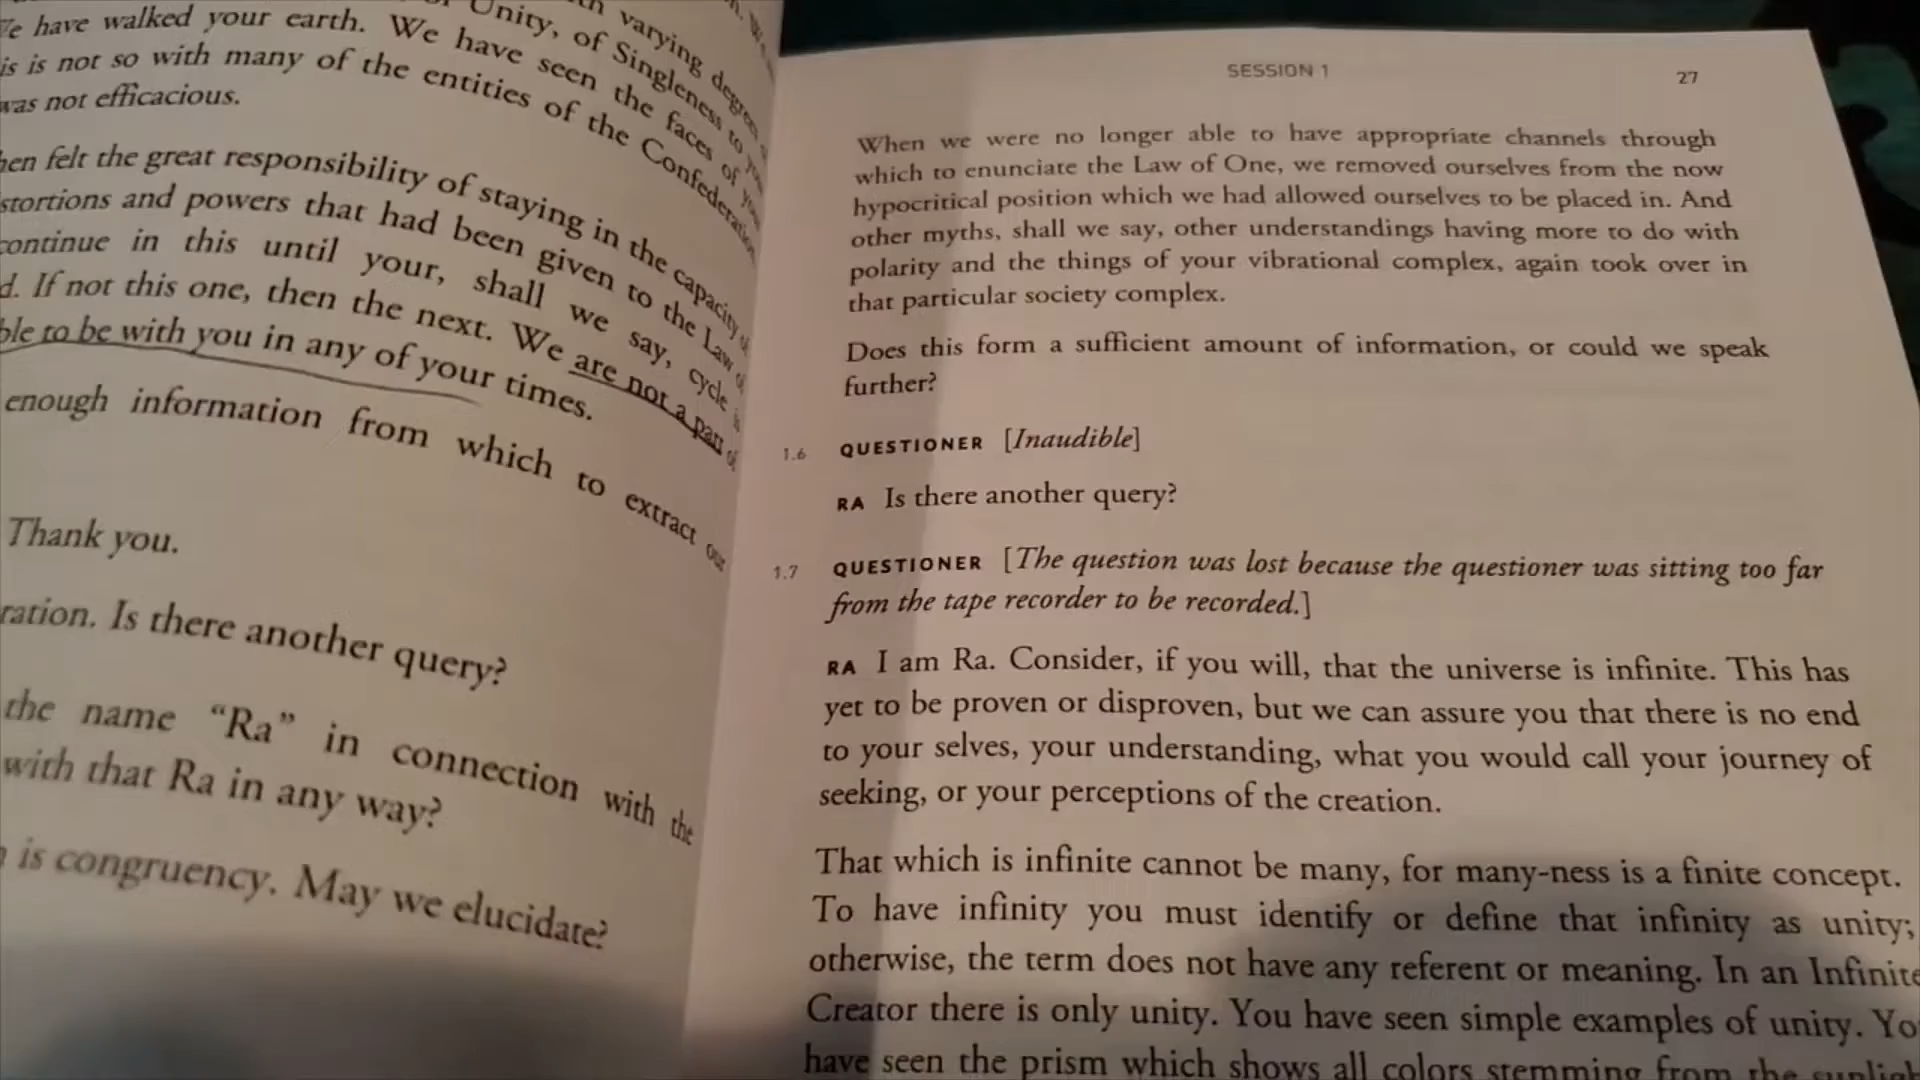 Unity, of Singleness to
varying degrees
We have walked your earth. We have seen the faces of
is is not so with many of the entities of the Confederation
was not efficacious.
felt the great responsibility of staying in the capacity of
stortions and powers that had been given to the Law of
continue in this until your, shall we say, cycle is
d. If not this one, then the next. We are not a part of
ble to be with you in any of your times.
enough information from which to extract our
Thank you.
ration. Is there another query?
the name “Ra” in connection with the
with that Ra in any way?
is congruency. May we elucidate?
SESSION 1
27
When we were no longer able to have appropriate channels through
which to enunciate the Law of One, we removed ourselves from the now
hypocritical position which we had allowed ourselves to be placed in. And
other myths, shall we say, other understandings having more to do with
polarity and the things of your vibrational complex, again took over in
that particular society complex.
Does this form a sufficient amount of information, or could we speak
further?
1.6 QUESTIONER [Inaudible]
RA Is there another query?
1.7 QUESTIONER [The question was lost because the questioner was sitting too far
from the tape recorder to be recorded.]
RA I am Ra. Consider, if you will, that the universe is infinite. This has
yet to be proven or disproven, but we can assure you that there is no end
to your selves, your understanding, what you would call your journey of
seeking, or your perceptions of the creation.
That which is infinite cannot be many, for many-ness is a finite concept.
To have infinity you must identify or define that infinity as unity;
otherwise, the term does not have any referent or meaning. In an Infinite
Creator there is only unity. You have seen simple examples of unity. Yo
have seen the prism which shows all colors stemming from the sunligh